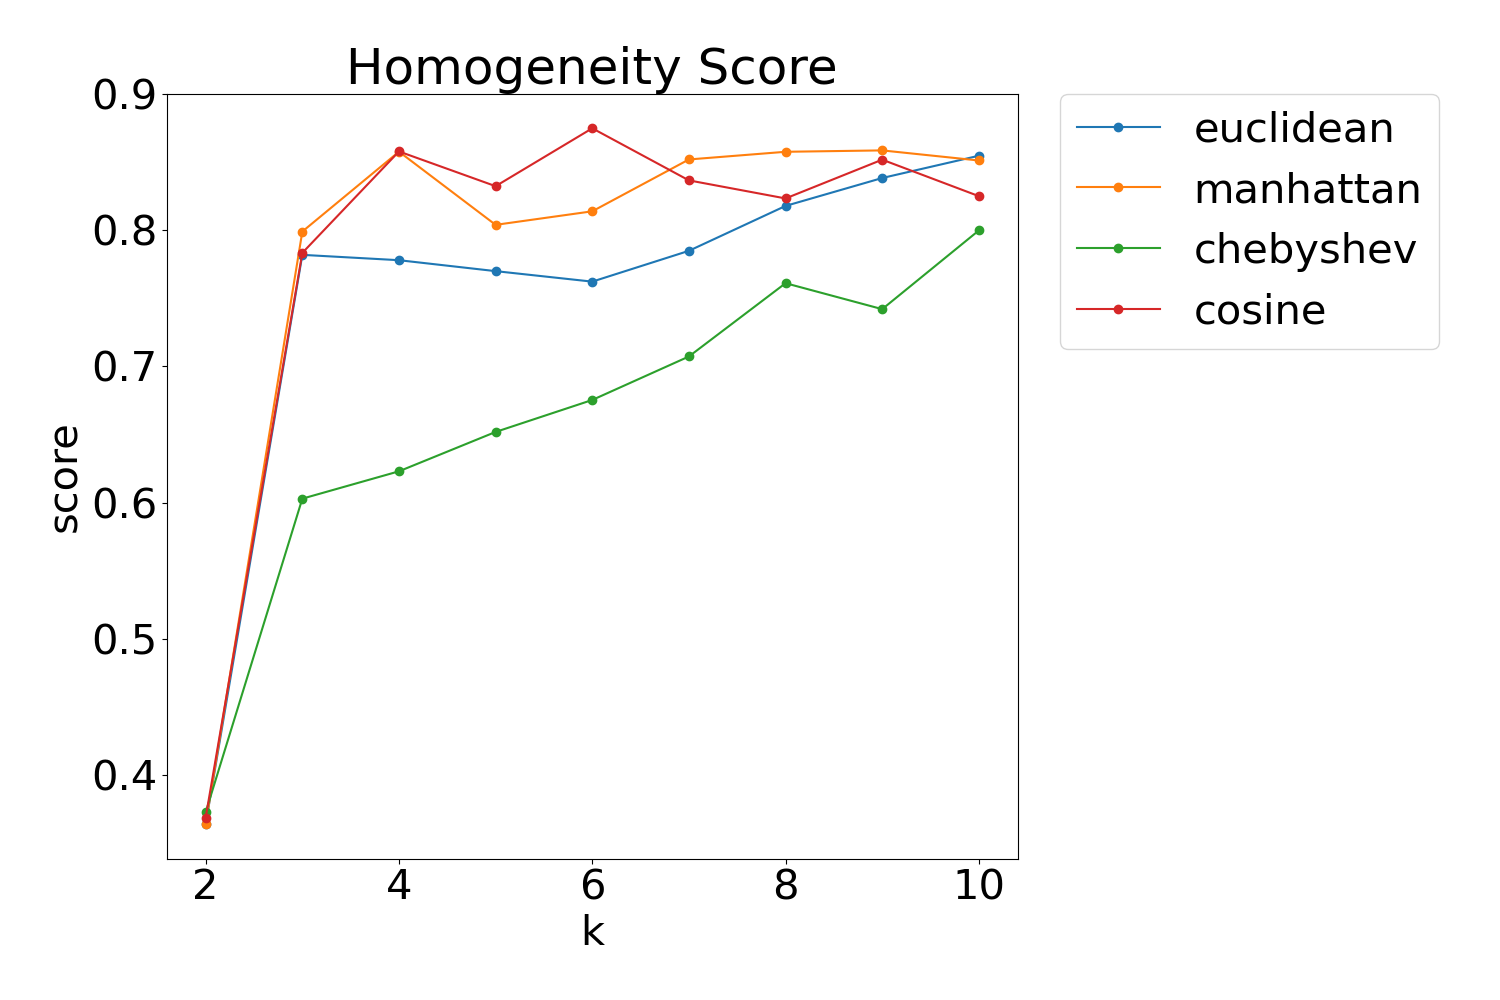 Homogeneity Score
0.9
0.8
0.7
0.6
0.5
0.4
score
2 4 6 8 10
k
euclidean
manhattan
chebyshev
cosine